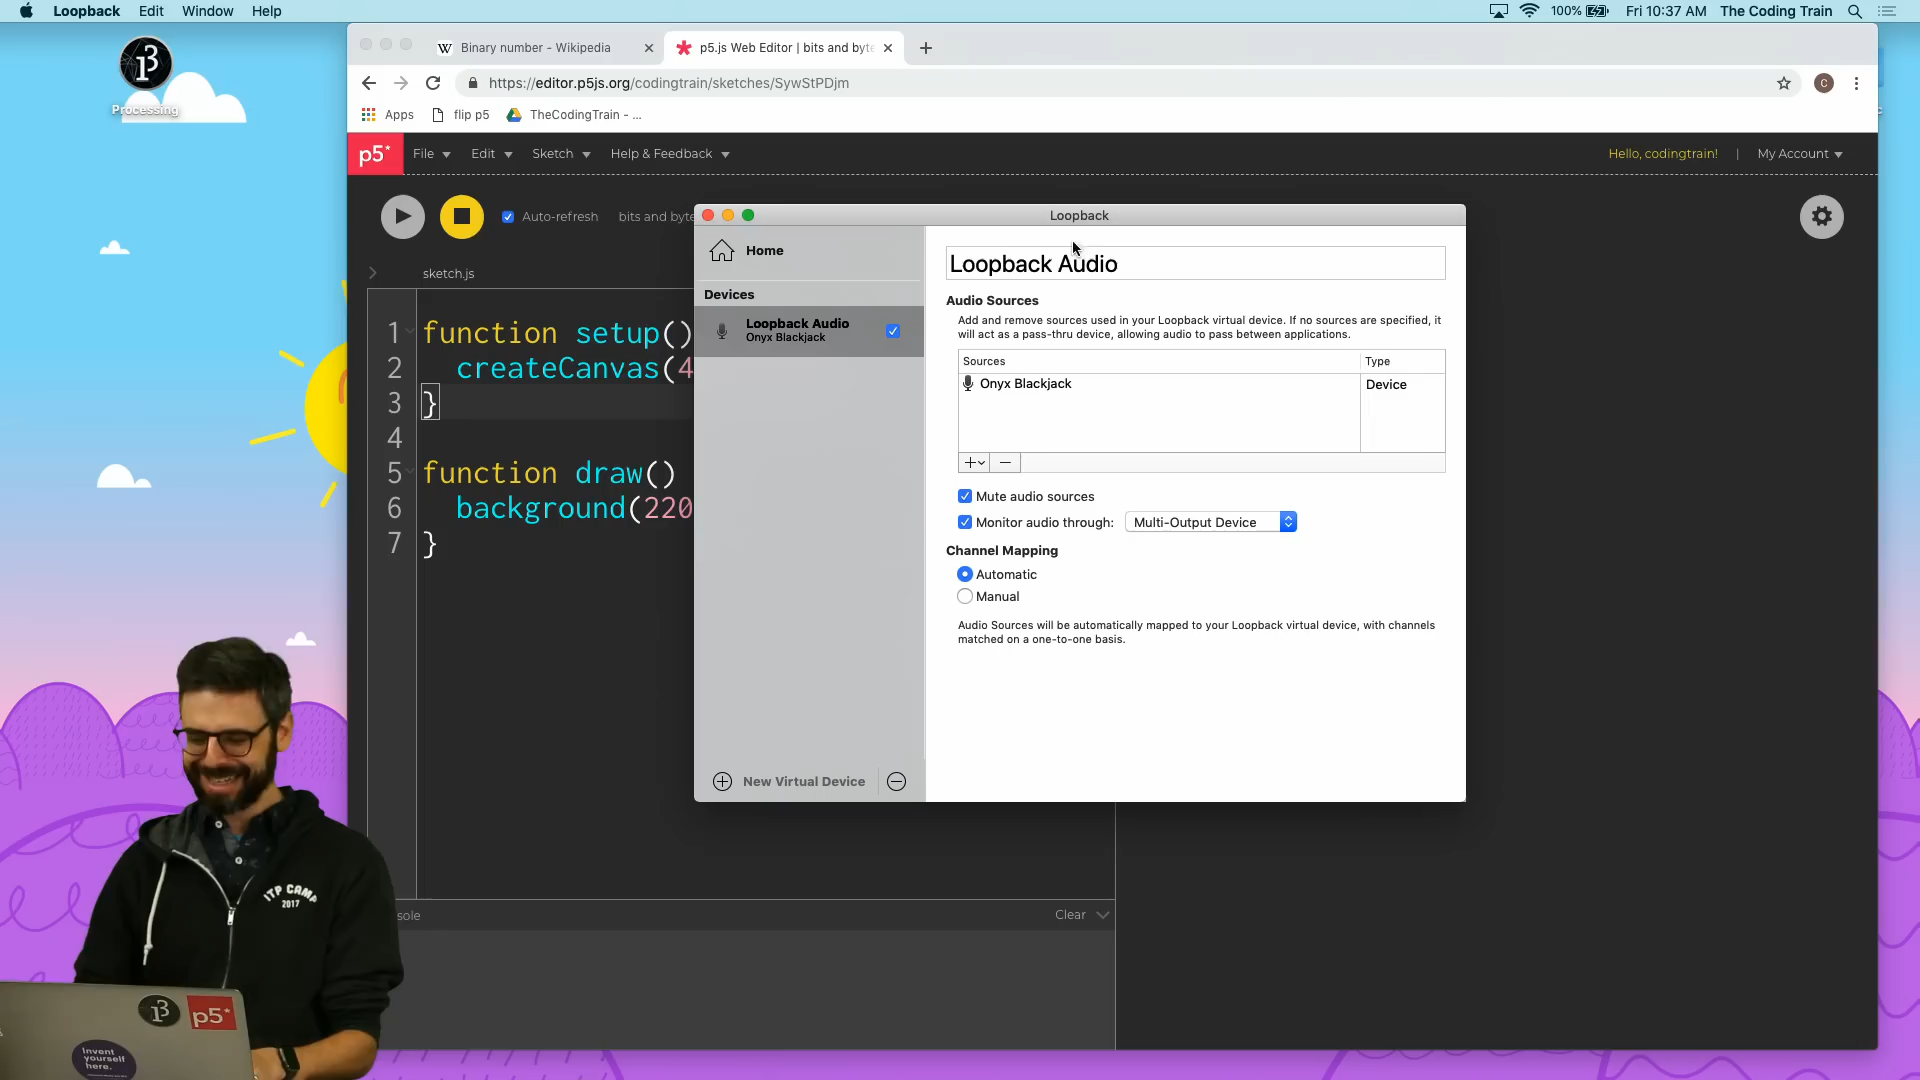 Loopback Edit Window Help
100% Fri 10:37 AM The Coding Train
Processing
Binary number - Wikipedia
p5.js Web Editor | bits and byte
https://editor.p5js.org/codingtrain/sketches/SywStPDjm
C
Apps flip p5 TheCodingTrain - ...
p5* File Edit Sketch Help & Feedback
Hello, codingtrain! | My Account
Auto-refresh bits and byte
sketch.js
1 function setup()
2 createCanvas(4
3 }
4
5 function draw()
6 background(220
7 }
sole
Clear
Loopback
Home
Devices
Loopback Audio
Onyx Blackjack
New Virtual Device
Loopback Audio
Audio Sources
Add and remove sources used in your Loopback virtual device. If no sources are specified, it
will act as a pass-thru device, allowing audio to pass between applications.
Sources Type
Onyx Blackjack Device
Mute audio sources
Monitor audio through: Multi-Output Device
Channel Mapping
Automatic
Manual
Audio Sources will be automatically mapped to your Loopback virtual device, with channels
matched on a one-to-one basis.
ITP CAMP
2017
p5*
Invent
yourself
here.